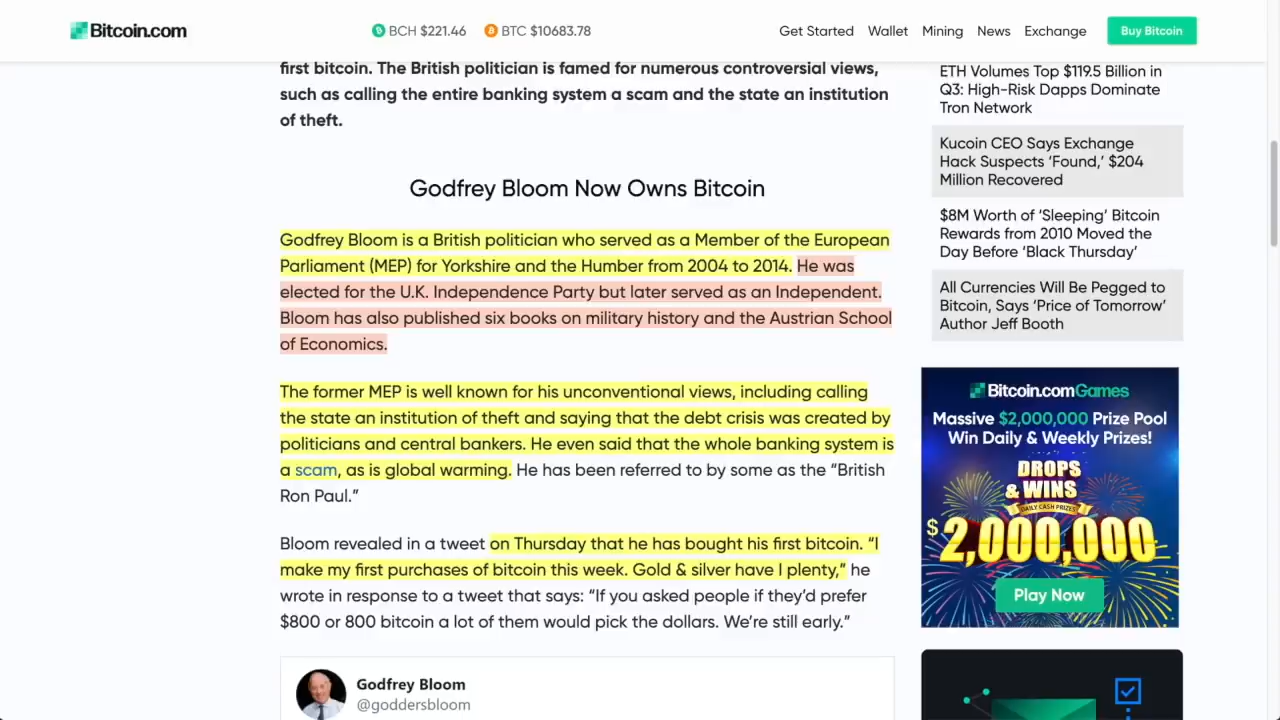 Bitcoin.com
BCH $221.46 BTC $10683.78
Get Started Wallet Mining News Exchange Buy Bitcoin
first bitcoin. The British politician is famed for numerous controversial views,
such as calling the entire banking system a scam and the state an institution
of theft.
Godfrey Bloom Now Owns Bitcoin
Godfrey Bloom is a British politician who served as a Member of the European
Parliament (MEP) for Yorkshire and the Humber from 2004 to 2014. He was
elected for the U.K. Independence Party but later served as an Independent.
Bloom has also published six books on military history and the Austrian School
of Economics.
The former MEP is well known for his unconventional views, including calling
the state an institution of theft and saying that the debt crisis was created by
politicians and central bankers. He even said that the whole banking system is
a scam, as is global warming. He has been referred to by some as the “British
Ron Paul.”
Bloom revealed in a tweet on Thursday that he has bought his first bitcoin. “I
make my first purchases of bitcoin this week. Gold & silver have I plenty,” he
wrote in response to a tweet that says: “If you asked people if they’d prefer
$800 or 800 bitcoin a lot of them would pick the dollars. We’re still early.”
Godfrey Bloom
@goddersbloom
ETH Volumes Top $119.5 Billion in
Q3: High-Risk Dapps Dominate
Tron Network
Kucoin CEO Says Exchange
Hack Suspects ‘Found,’ $204
Million Recovered
$8M Worth of ‘Sleeping’ Bitcoin
Rewards from 2010 Moved the
Day Before ‘Black Thursday’
All Currencies Will Be Pegged to
Bitcoin, Says ‘Price of Tomorrow’
Author Jeff Booth
Bitcoin.comGames
Massive $2,000,000 Prize Pool
Win Daily & Weekly Prizes!
DROPS
& WINS
DAILY CASH PRIZES
$2,000,000
Play Now